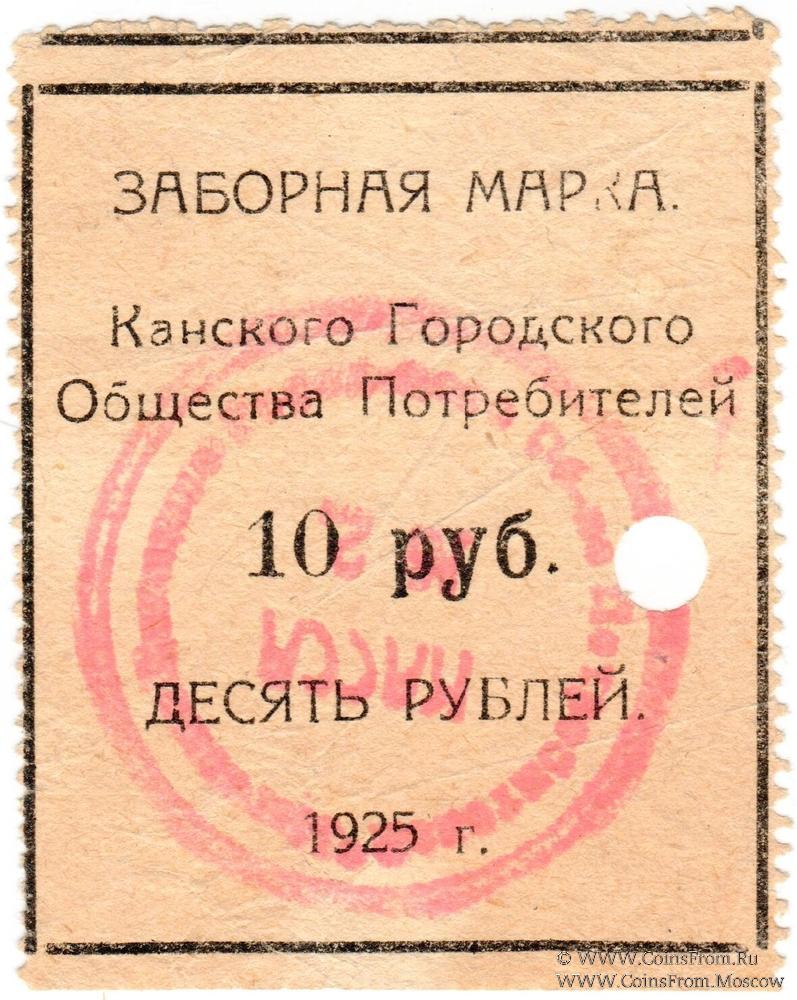 ЗАБОРНАЯ МАРКА.
Канского Городского
Общества Потребителей
10 руб.
ДЕСЯТЬ РУБЛЕЙ.
1925 г.
© WWW.CoinsFrom.Ru
WWW.CoinsFrom.Moscow